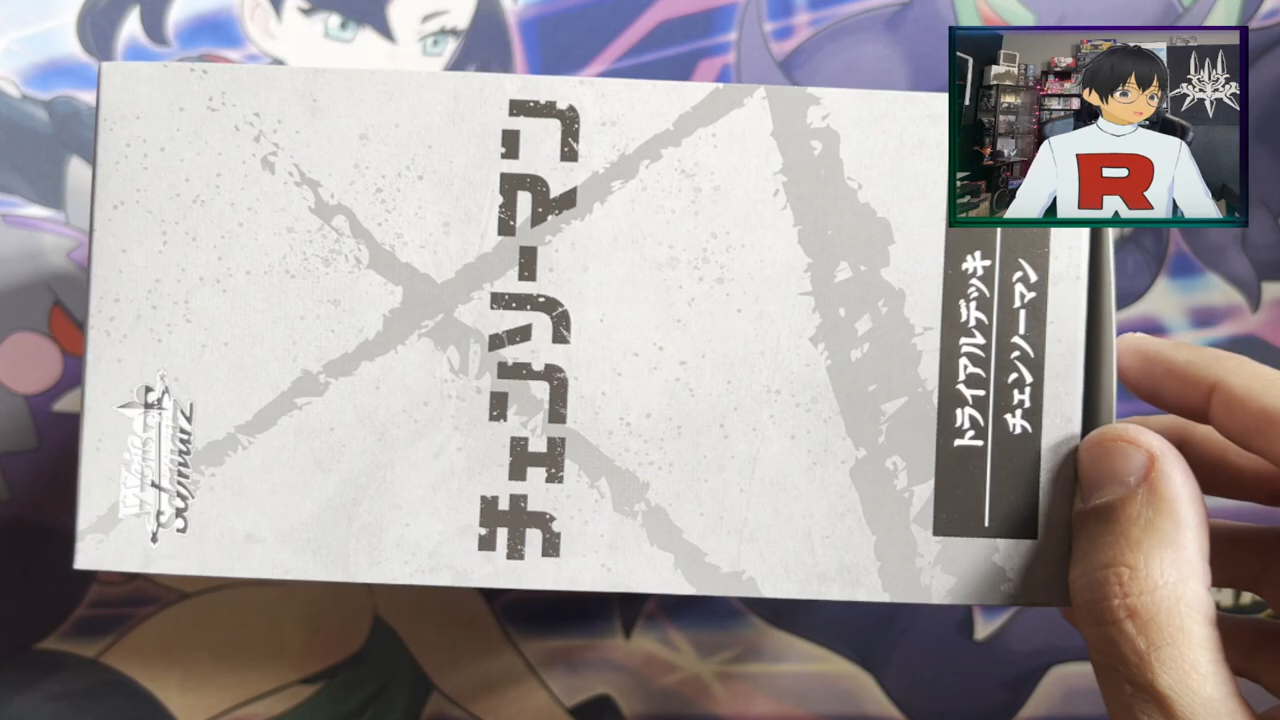 チェンソーマン
トライアルデッキ
チェンソーマン
Weiß
Schwarz
R